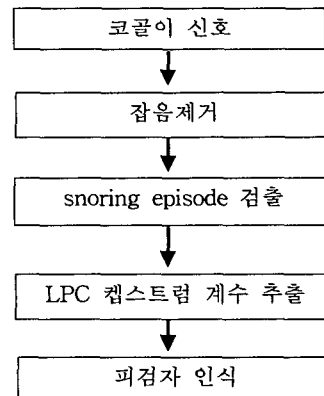 코골이 신호
잡음제거
snoring episode 검출
LPC 켑스트럼 계수 추출
피검자 인식